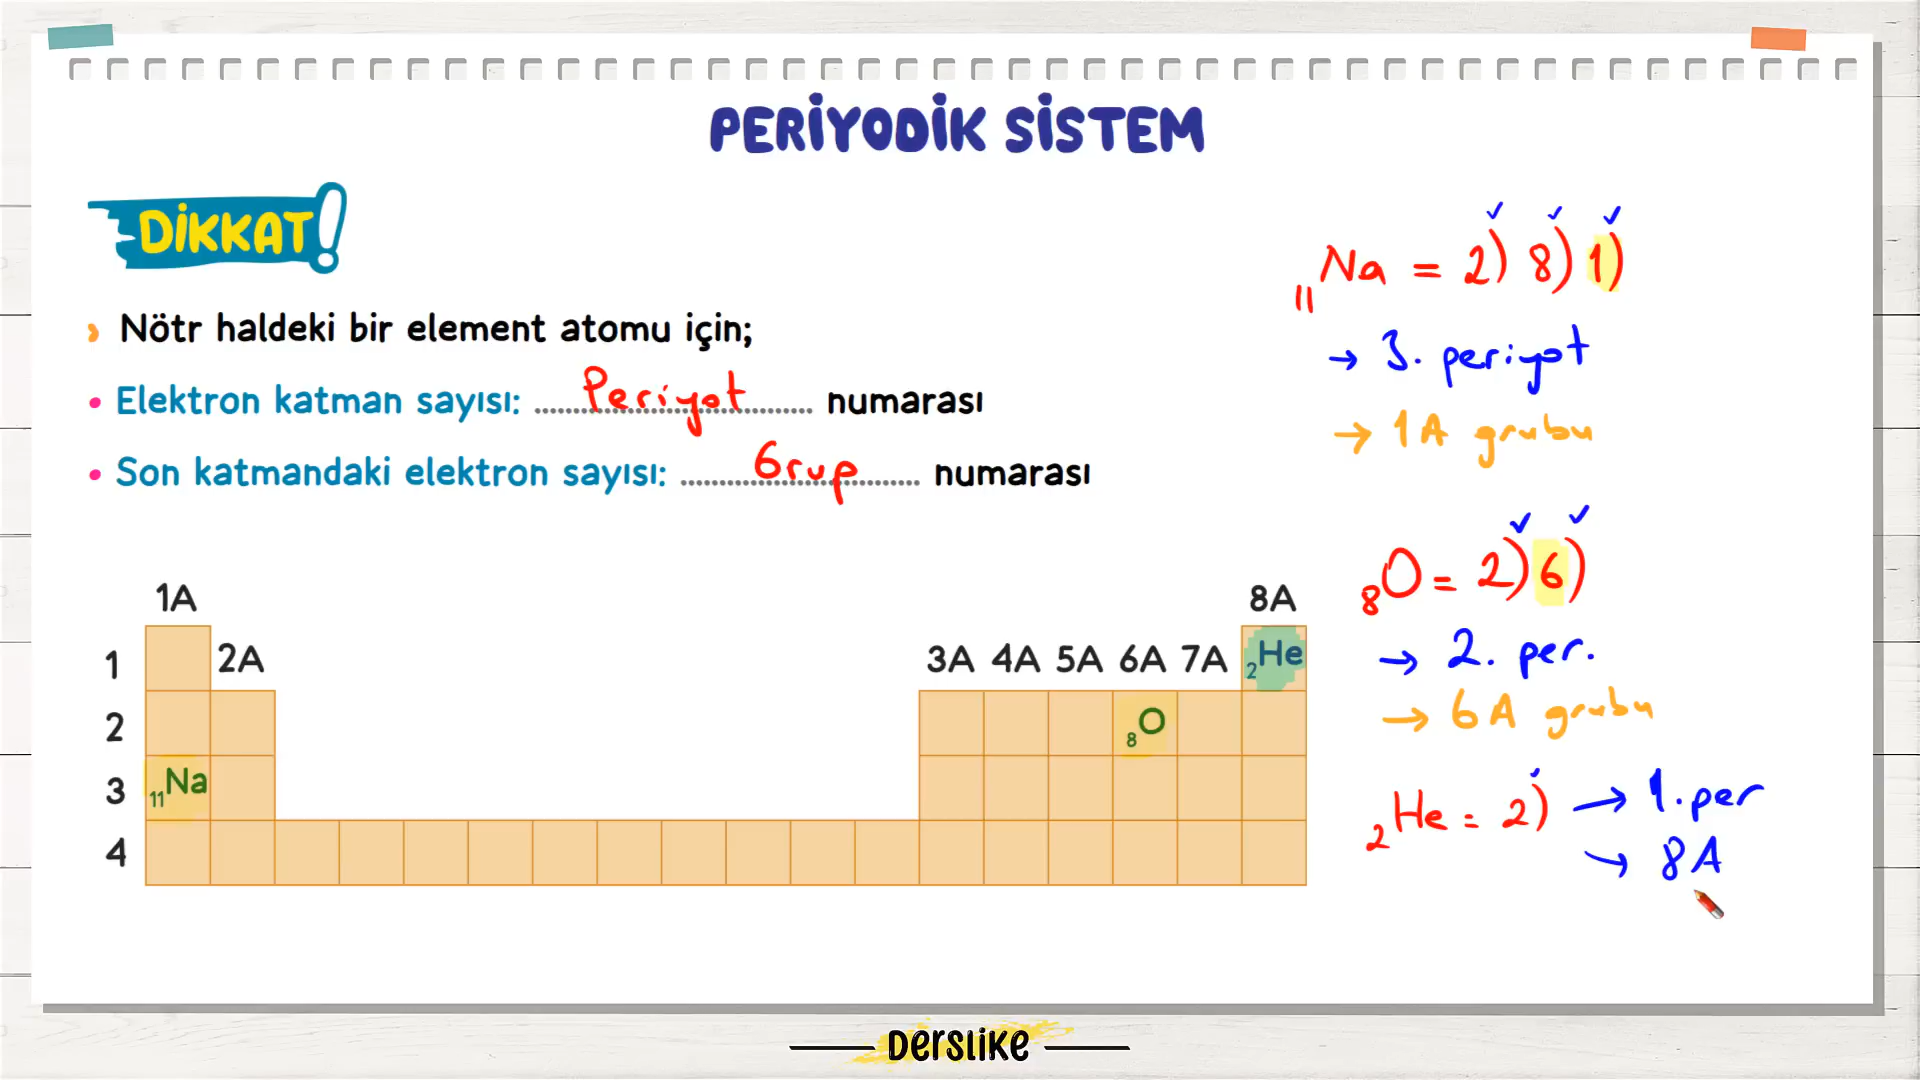 PERİYODİK SİSTEM
DİKKAT!
Nötr haldeki bir element atomu için;
• Elektron katman sayısı: Periyot numarası
• Son katmandaki elektron sayısı: Grup numarası
1A 8A
1 2A 3A 4A 5A 6A 7A 2He
2 8O
3 11Na
4
11Na = 2) 8) 1)
→ 3. periyot
→ 1A grubu
8O = 2) 6)
→ 2. per.
→ 6A grubu
2He = 2) → 1. per
→ 8A
DERSLİKE